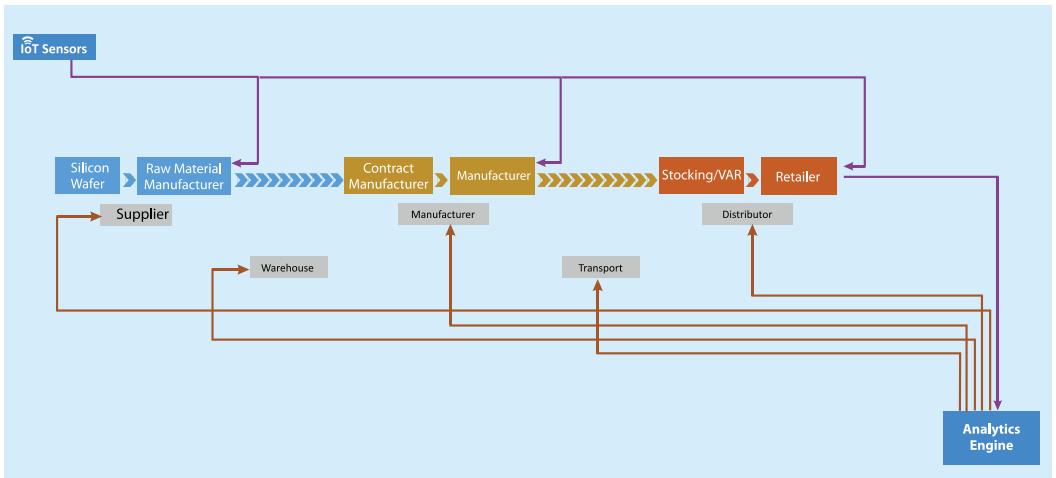 IoT Sensors
Silicon
Wafer
Raw Material
Manufacturer
Contract
Manufacturer
Manufacturer
Stocking/VAR
Retailer
Supplier
Manufacturer
Distributor
Warehouse
Transport
Analytics
Engine